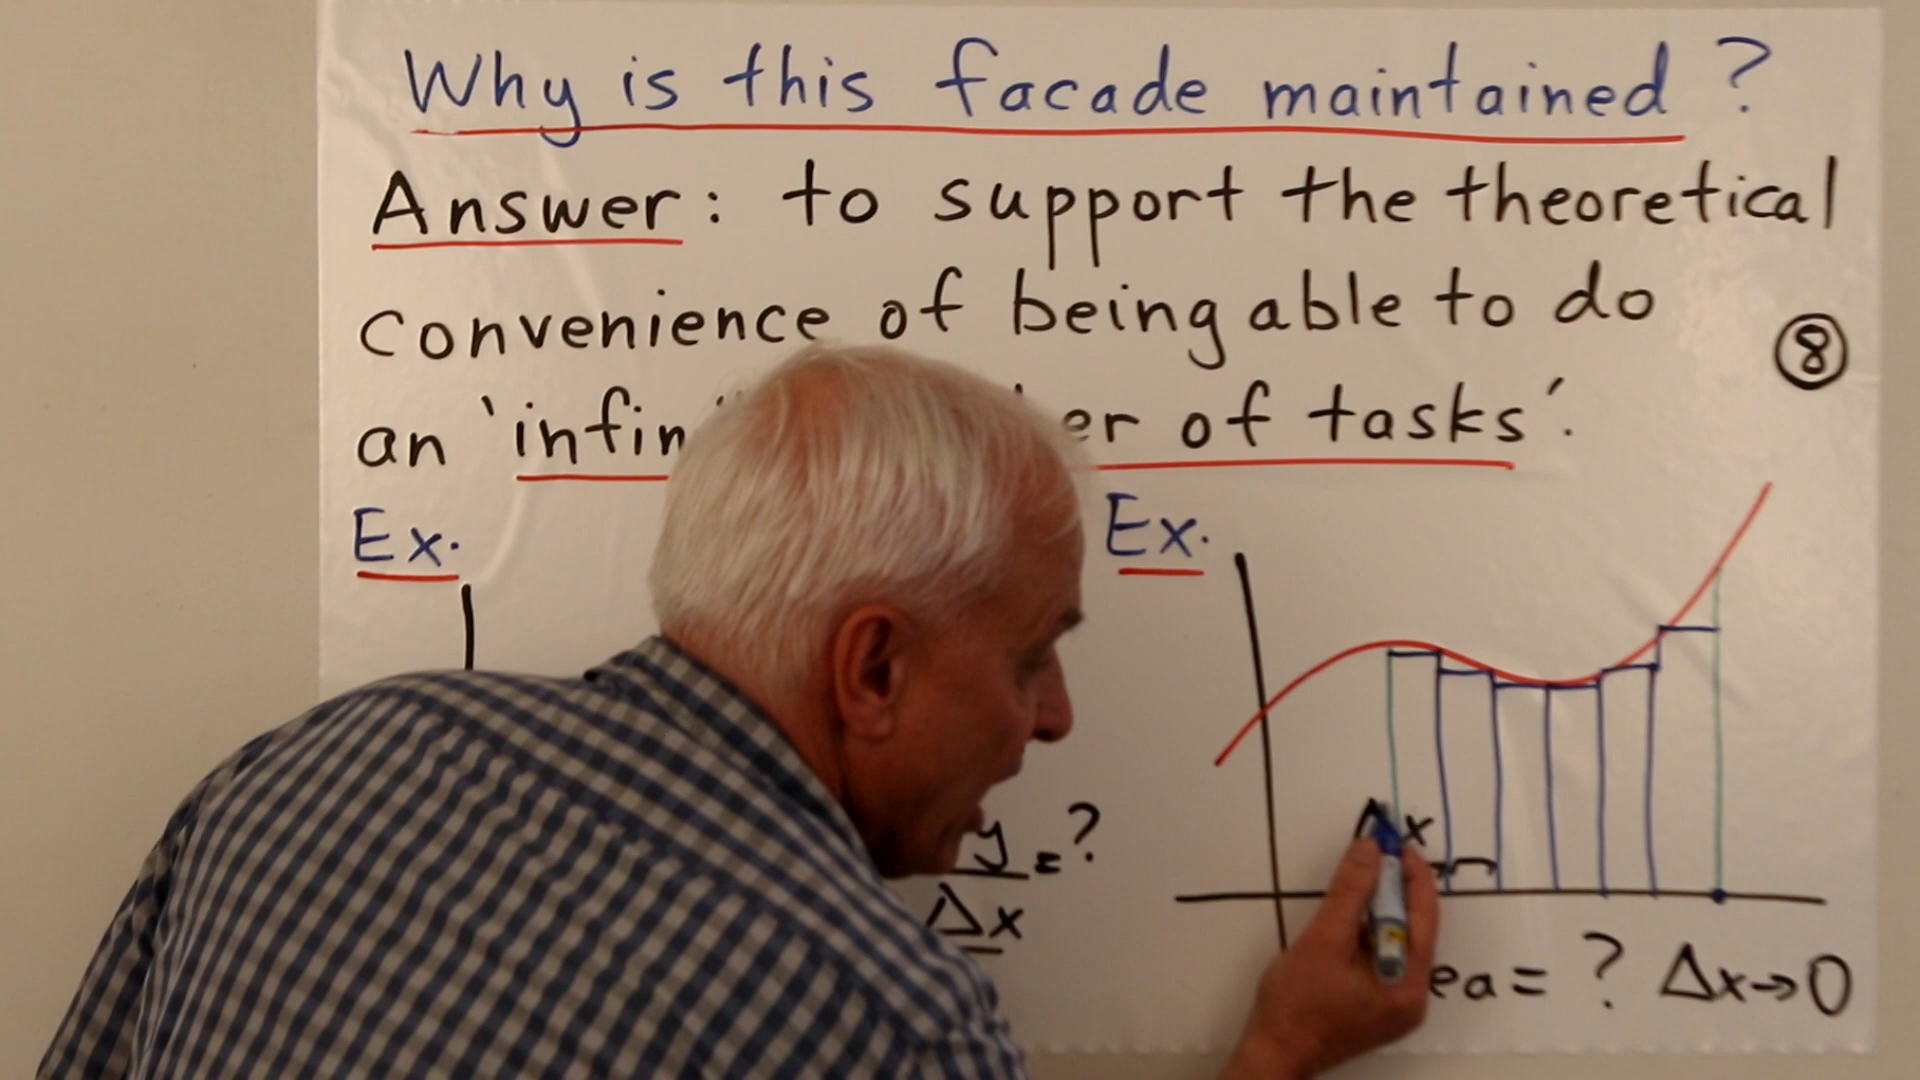 Why is this facade maintained ?
Answer : to support the theoretical
convenience of being able to do
8
an 'infin er of tasks'.
Ex.
Ex.
Δx
y = ?
Δx
ea = ? Δx→0